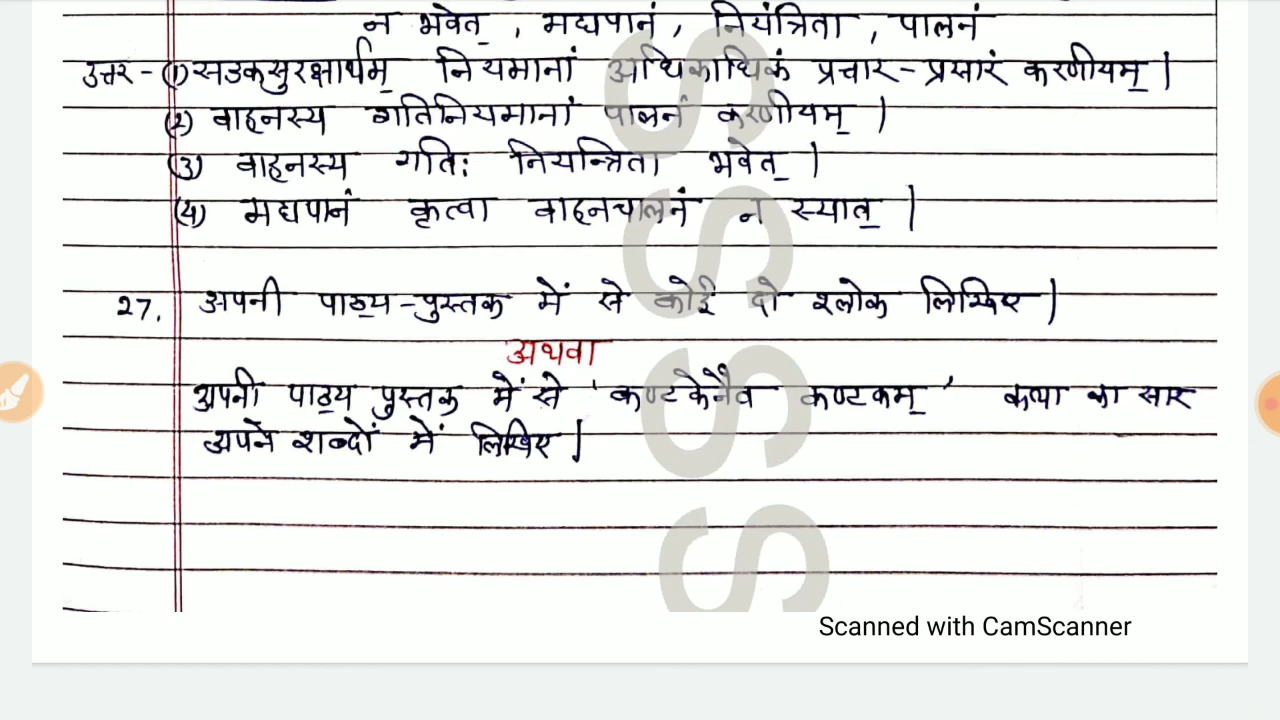 न भवेत्, मद्यपानं, नियंत्रिता, पालनं
उत्तर - (1) सडकसुरक्षार्थम् नियमानां अधिकाधिकं प्रचार-प्रसारं करणीयम् |
(2) वाहनस्य गतिनियमानां पालनं करणीयम् |
(3) वाहनस्य गतिः नियन्त्रिता भवेत् |
(4) मद्यपानं कृत्वा वाहनचालनं न स्यात् |
27. अपनी पाठ्य-पुस्तक में से कोई दो श्लोक लिखिए |
अथवा
अपनी पाठ्य पुस्तक में से 'कण्टकेनैव कण्टकम्' कथा का सार
अपने शब्दों में लिखिए |
SSSS
Scanned with CamScanner